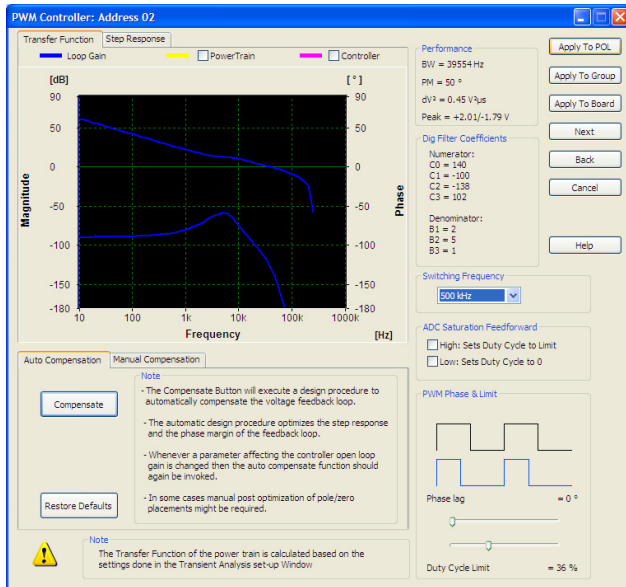 PWM Controller: Address 02
Transfer Function
Step Response
Loop Gain
PowerTrain
Controller
[dB]
[ ° ]
90
90
50
50
0
0
-50
-50
-100
-100
-150
-150
-180
-180
Magnitude
Phase
10
100
1k
10k
100k
1000k
Frequency
[Hz]
Auto Compensation
Manual Compensation
Compensate
Restore Defaults
Note
- The Compensate Button will execute a design procedure to
automatically compensate the voltage feedback loop.
- The automatic design procedure optimizes the step response
and the phase margin of the feedback loop.
- Whenever a parameter affecting the controller open loop
gain is changed then the auto compensate function should
again be invoked.
- In some cases manual post optimization of pole/zero
placements might be required.
Note
The Transfer Function of the power train is calculated based on the
settings done in the Transient Analysis set-up Window
Performance
BW = 39554 Hz
PM = 50 °
dV² = 0.45 V²µs
Peak = +2.01/-1.79 V
Dig Filter Coefficients
Numerator:
C0 = 140
C1 = -100
C2 = -138
C3 = 102
Denominator:
B1 = 2
B2 = 5
B3 = 1
Switching Frequency
500 kHz
ADC Saturation Feedforward
High: Sets Duty Cycle to Limit
Low: Sets Duty Cycle to 0
PWM Phase & Limit
Phase lag = 0 °
Duty Cycle Limit = 36 %
Apply To POL
Apply To Group
Apply To Board
Next
Back
Cancel
Help